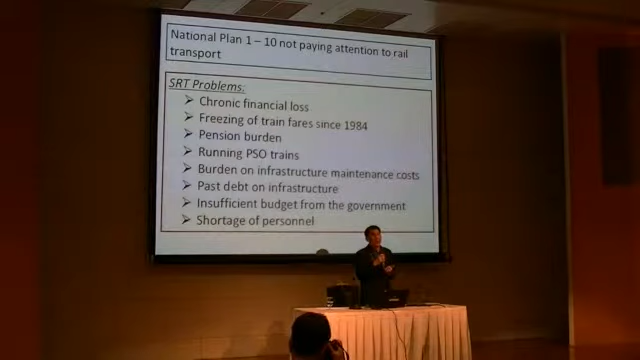 National Plan 1 – 10 not paying attention to rail
transport
SRT Problems:
➢ Chronic financial loss
➢ Freezing of train fares since 1984
➢ Pension burden
➢ Running PSO trains
➢ Burden on infrastructure maintenance costs
➢ Past debt on infrastructure
➢ Insufficient budget from the government
➢ Shortage of personnel